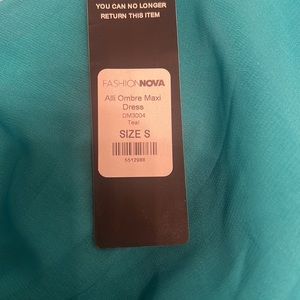 YOU CAN NO LONGER
RETURN THIS ITEM
FASHIONNOVA
Alli Ombre Maxi
Dress
DM3004
Teal
SIZE S
5512988